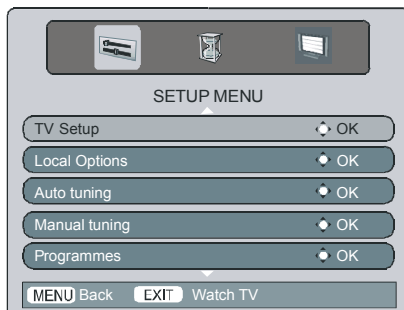 SETUP MENU
TV Setup OK
Local Options OK
Auto tuning OK
Manual tuning OK
Programmes OK
MENU Back EXIT Watch TV